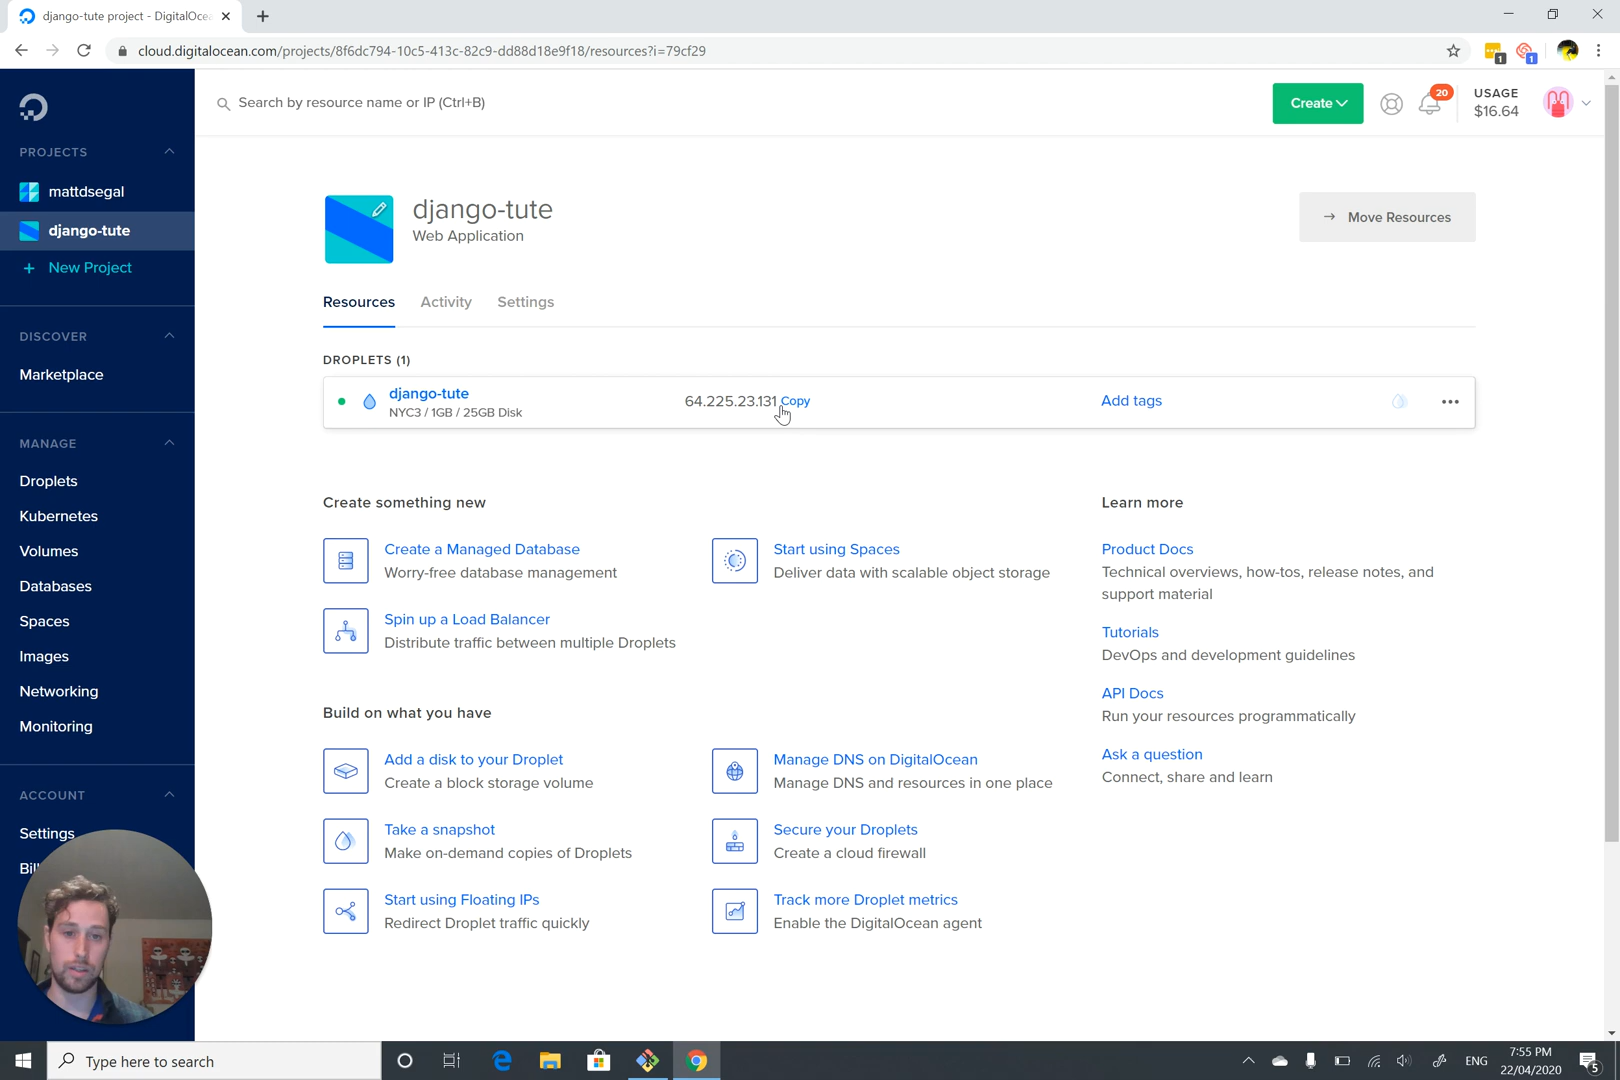 django-tute project - DigitalOce
cloud.digitalocean.com/projects/8f6dc794-10c5-413c-82c9-dd88d18e9f18/resources?i=79cf29
1
1
Search by resource name or IP (Ctrl+B)
Create
20
USAGE
$16.64
PROJECTS
mattdsegal
django-tute
+ New Project
DISCOVER
Marketplace
MANAGE
Droplets
Kubernetes
Volumes
Databases
Spaces
Images
Networking
Monitoring
ACCOUNT
Settings
django-tute
Web Application
→ Move Resources
Resources Activity Settings
DROPLETS (1)
django-tute
NYC3 / 1GB / 25GB Disk
64.225.23.131 Copy
Add tags
Create something new
Create a Managed Database
Worry-free database management
Start using Spaces
Deliver data with scalable object storage
Spin up a Load Balancer
Distribute traffic between multiple Droplets
Build on what you have
Add a disk to your Droplet
Create a block storage volume
Manage DNS on DigitalOcean
Manage DNS and resources in one place
Take a snapshot
Make on-demand copies of Droplets
Secure your Droplets
Create a cloud firewall
Start using Floating IPs
Redirect Droplet traffic quickly
Track more Droplet metrics
Enable the DigitalOcean agent
Learn more
Product Docs
Technical overviews, how-tos, release notes, and
support material
Tutorials
DevOps and development guidelines
API Docs
Run your resources programmatically
Ask a question
Connect, share and learn
Type here to search
ENG
7:55 PM
22/04/2020
5